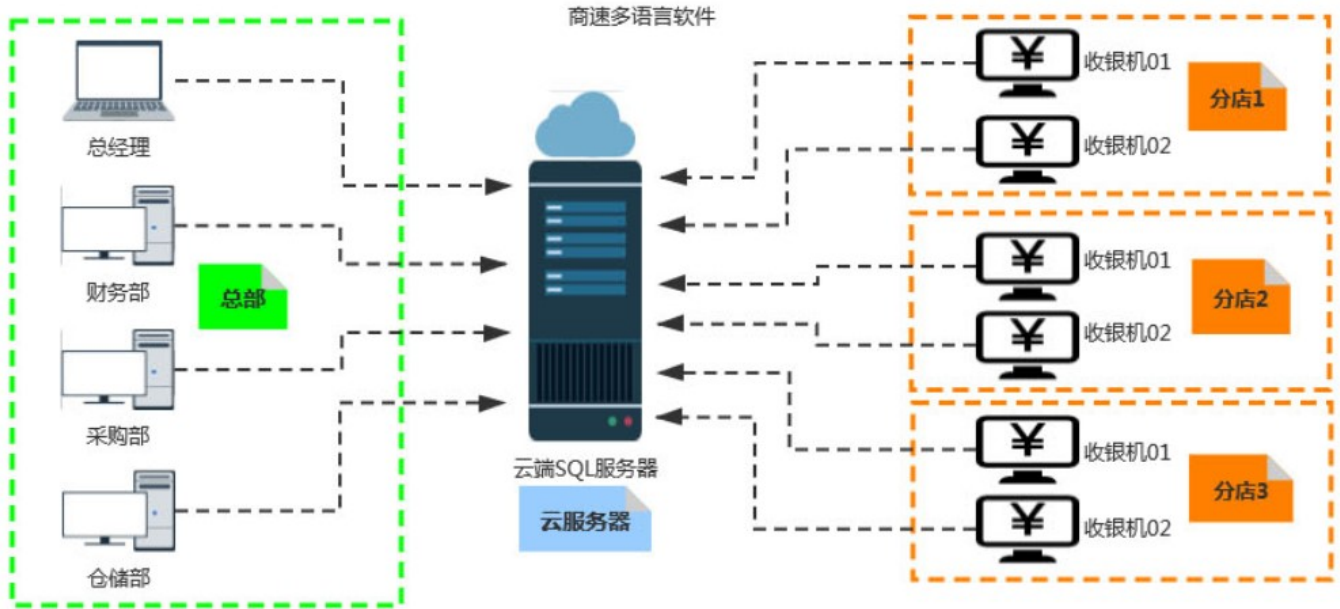 商速多语言软件
总经理
财务部
总部
采购部
仓储部
云端SQL服务器
云服务器
¥ 收银机01
分店1
¥ 收银机02
¥ 收银机01
分店2
¥ 收银机02
¥ 收银机01
分店3
¥ 收银机02